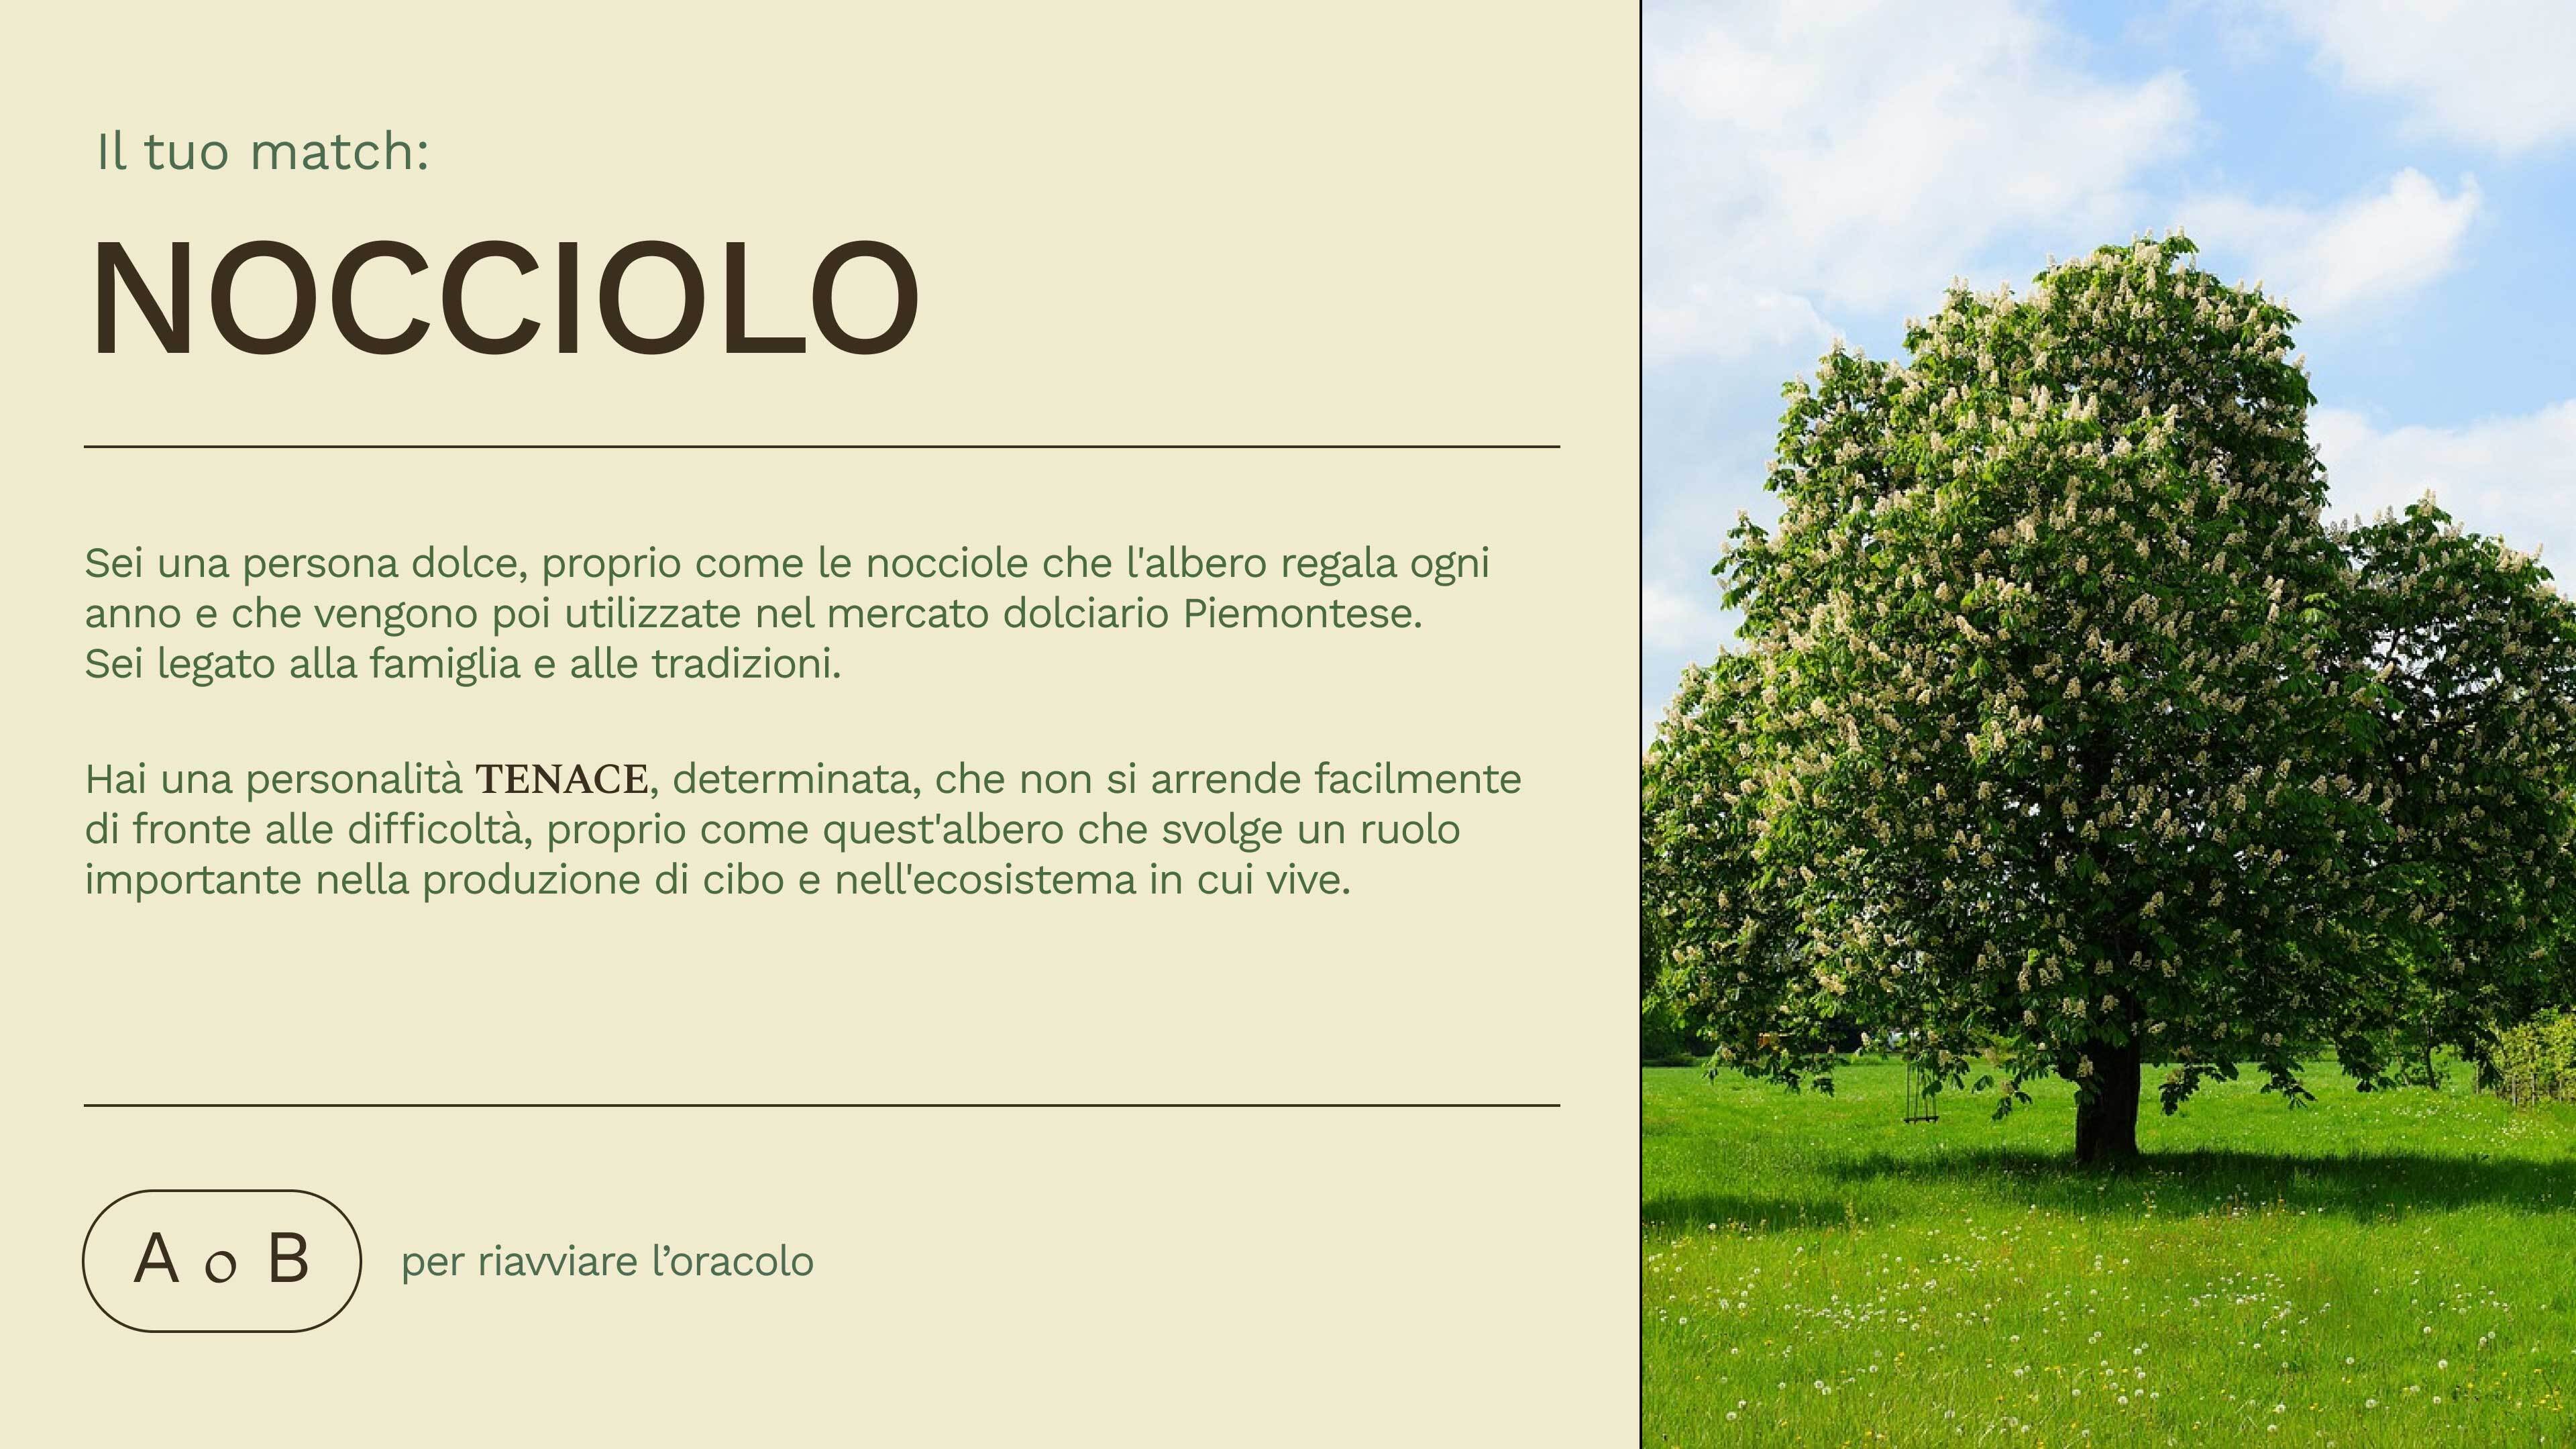 Il tuo match:
NOCCIOLO
Sei una persona dolce, proprio come le nocciole che l'albero regala ogni
anno e che vengono poi utilizzate nel mercato dolciario Piemontese.
Sei legato alla famiglia e alle tradizioni.
Hai una personalità TENACE, determinata, che non si arrende facilmente
di fronte alle difficoltà, proprio come quest'albero che svolge un ruolo
importante nella produzione di cibo e nell'ecosistema in cui vive.
A o B per riavviare l’oracolo